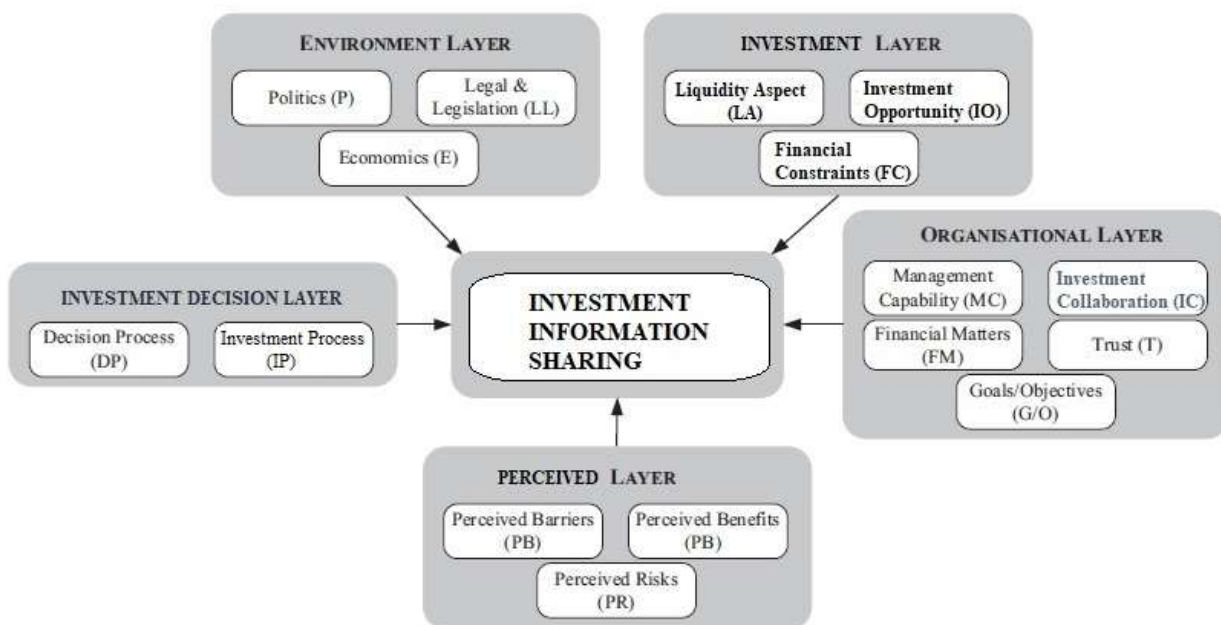 ENVIRONMENT LAYER
Politics (P)
Legal &
Legislation (LL)
Ecomomics (E)
INVESTMENT LAYER
Liquidity Aspect
(LA)
Investment
Opportunity (IO)
Financial
Constraints (FC)
ORGANISATIONAL LAYER
Management
Capability (MC)
Investment
Collaboration (IC)
Financial Matters
(FM)
Trust (T)
Goals/Objectives
(G/O)
INVESTMENT DECISION LAYER
Decision Process
(DP)
Investment Process
(IP)
INVESTMENT
INFORMATION
SHARING
PERCEIVED LAYER
Perceived Barriers
(PB)
Perceived Benefits
(PB)
Perceived Risks
(PR)